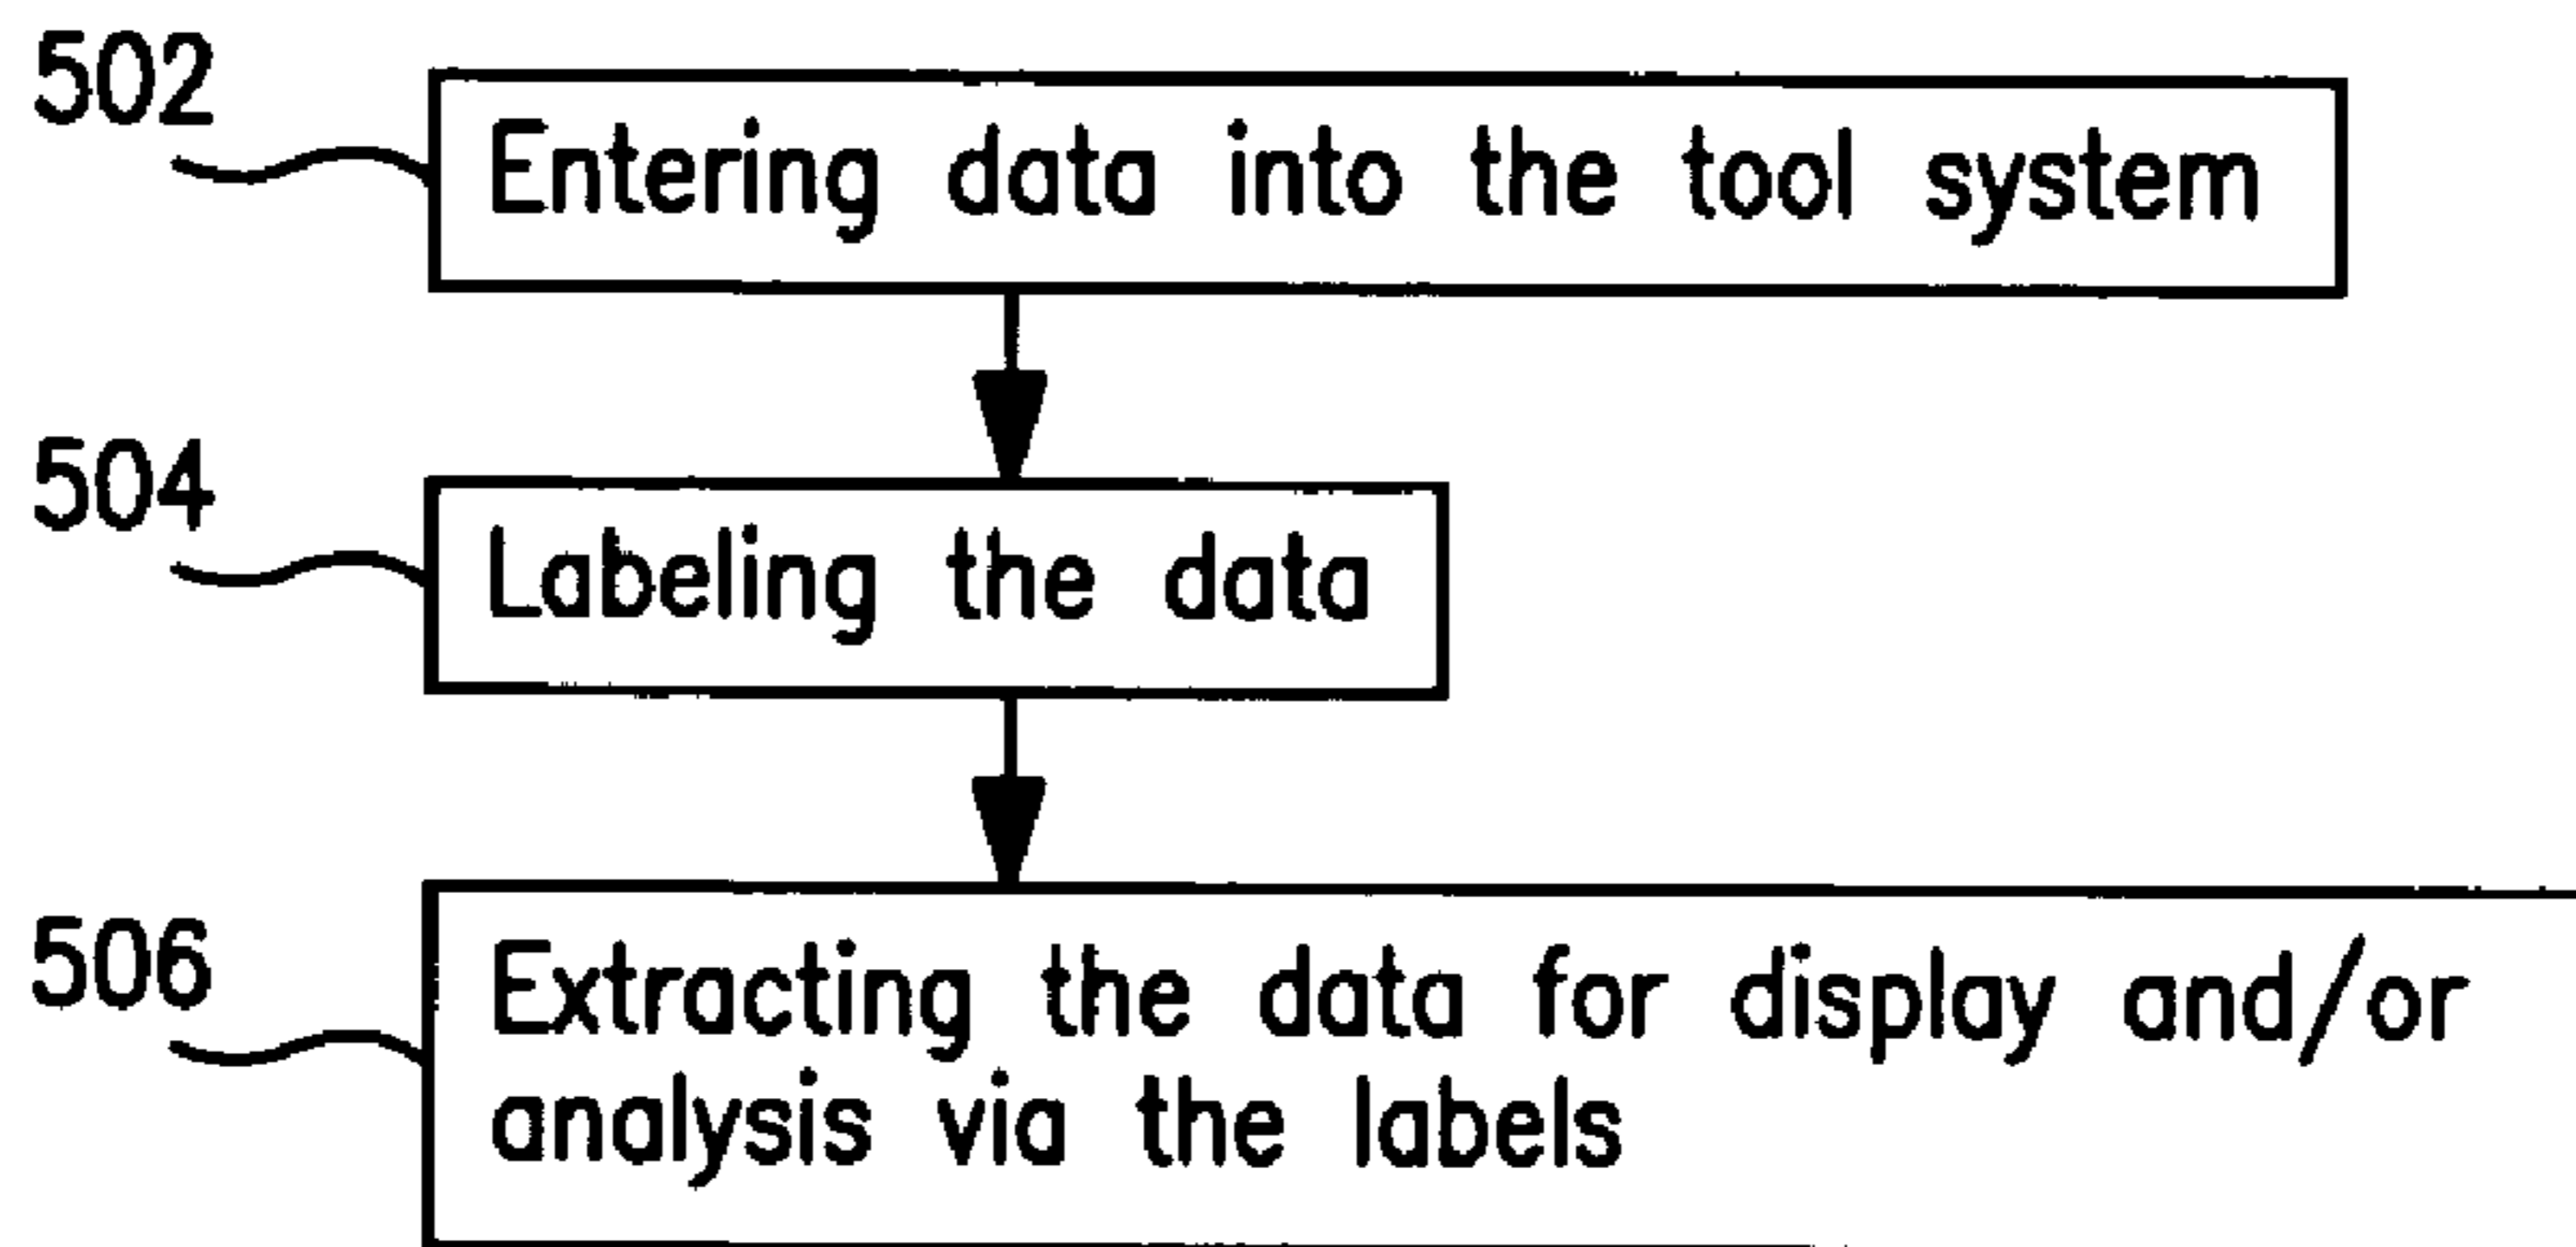 502
Entering data into the tool system
504
Labeling the data
506
Extracting the data for display and/or
analysis via the labels